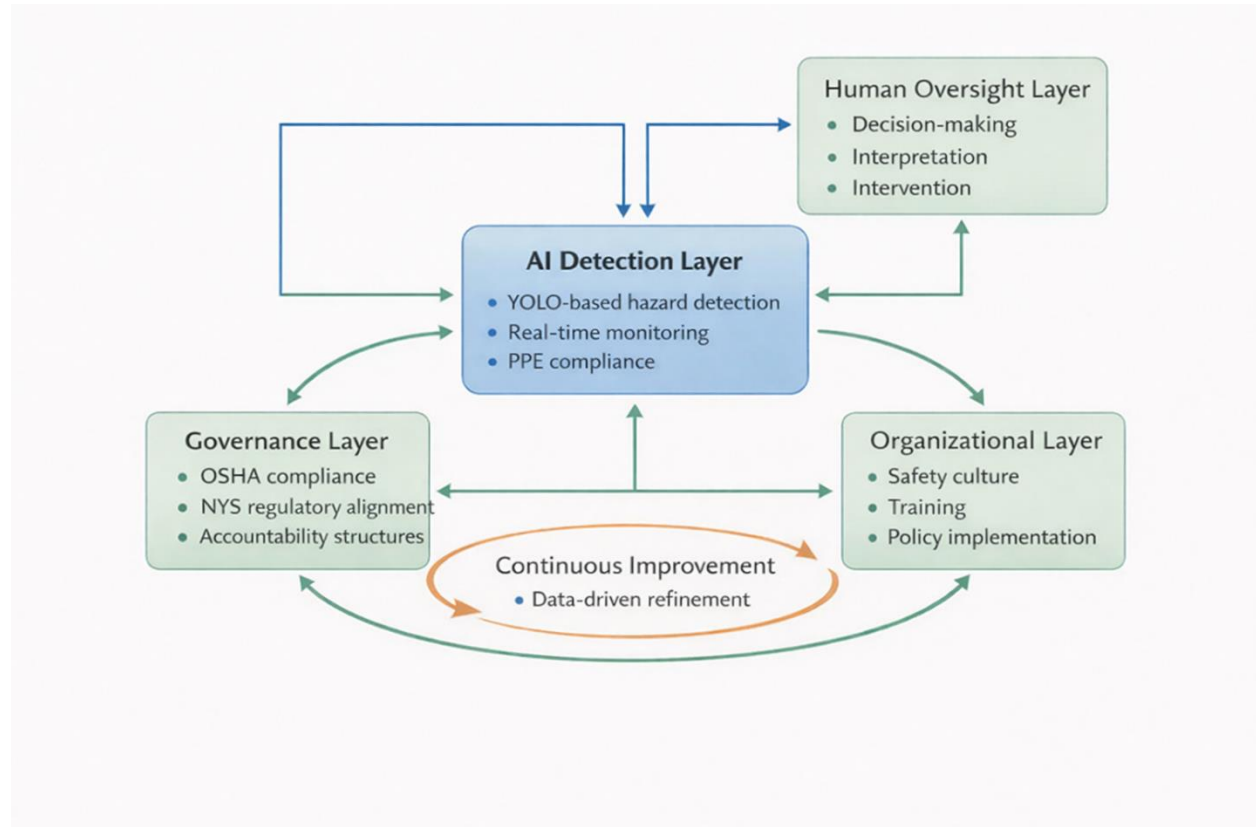 Human Oversight Layer
• Decision-making
• Interpretation
• Intervention
AI Detection Layer
• YOLO-based hazard detection
• Real-time monitoring
• PPE compliance
Governance Layer
• OSHA compliance
• NYS regulatory alignment
• Accountability structures
Organizational Layer
• Safety culture
• Training
• Policy implementation
Continuous Improvement
• Data-driven refinement